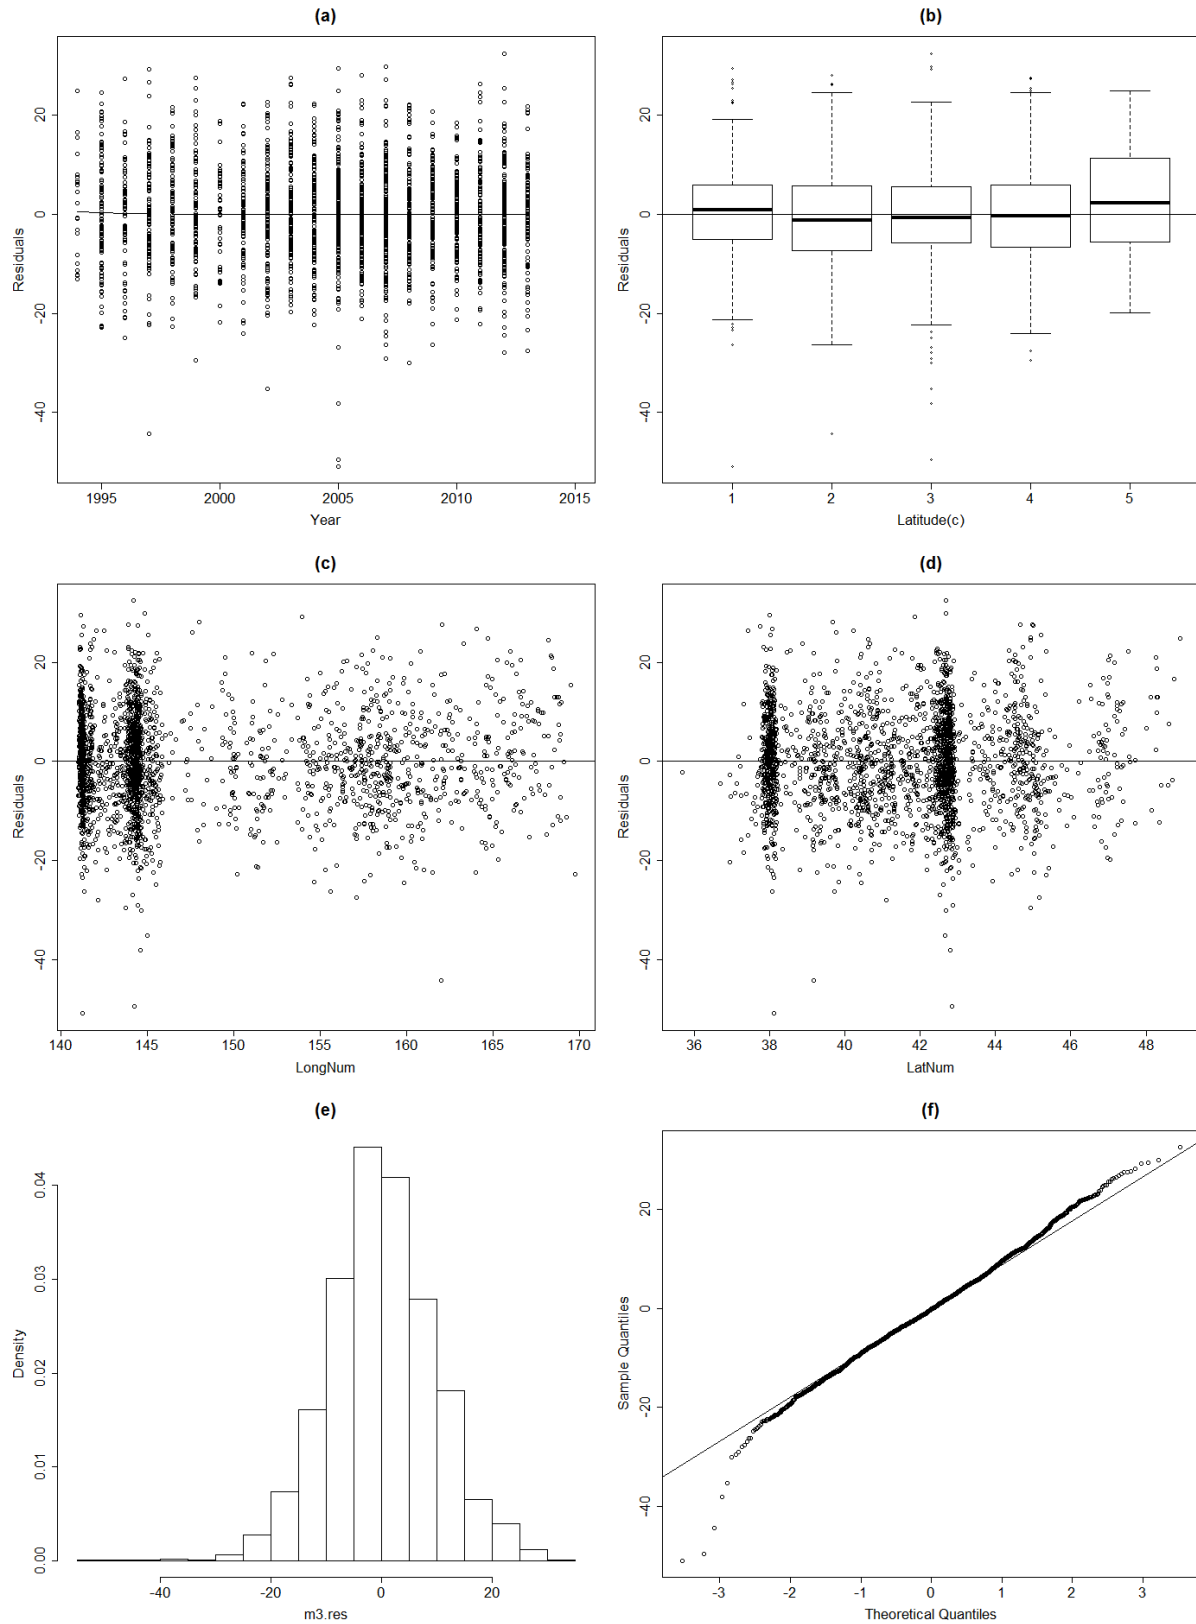 (a)
Residuals
20
0
-20
-40
1995 2000 2005 2010 2015
Year
(b)
Residuals
20
0
-20
-40
1 2 3 4 5
Latitude(c)
(c)
Residuals
20
0
-20
-40
140 145 150 155 160 165 170
LongNum
(d)
Residuals
20
0
-20
-40
36 38 40 42 44 46 48
LatNum
(e)
Density
0.04
0.03
0.02
0.01
0.00
-40 -20 0 20
m3.res
(f)
Sample Quantiles
20
0
-20
-40
-3 -2 -1 0 1 2 3
Theoretical Quantiles